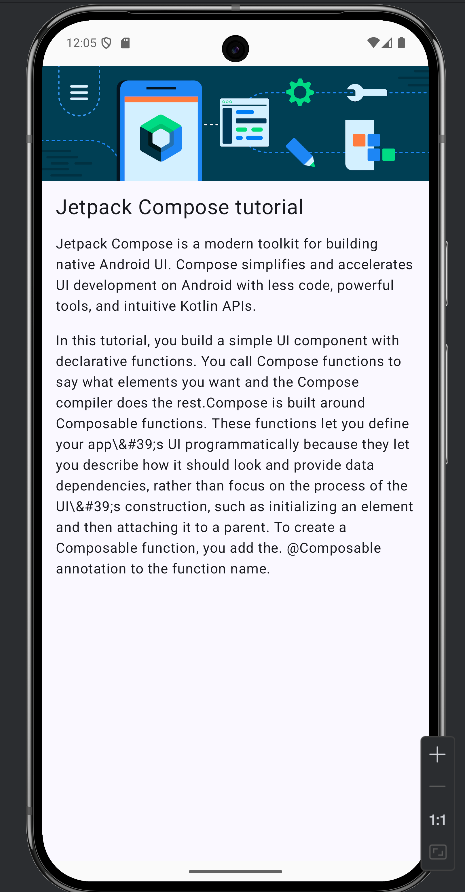 12:05
Jetpack Compose tutorial
Jetpack Compose is a modern toolkit for building
native Android UI. Compose simplifies and accelerates
UI development on Android with less code, powerful
tools, and intuitive Kotlin APIs.
In this tutorial, you build a simple UI component with
declarative functions. You call Compose functions to
say what elements you want and the Compose
compiler does the rest.Compose is built around
Composable functions. These functions let you define
your app\&#39;s UI programmatically because they let
you describe how it should look and provide data
dependencies, rather than focus on the process of the
UI\&#39;s construction, such as initializing an element
and then attaching it to a parent. To create a
Composable function, you add the. @Composable
annotation to the function name.
1:1